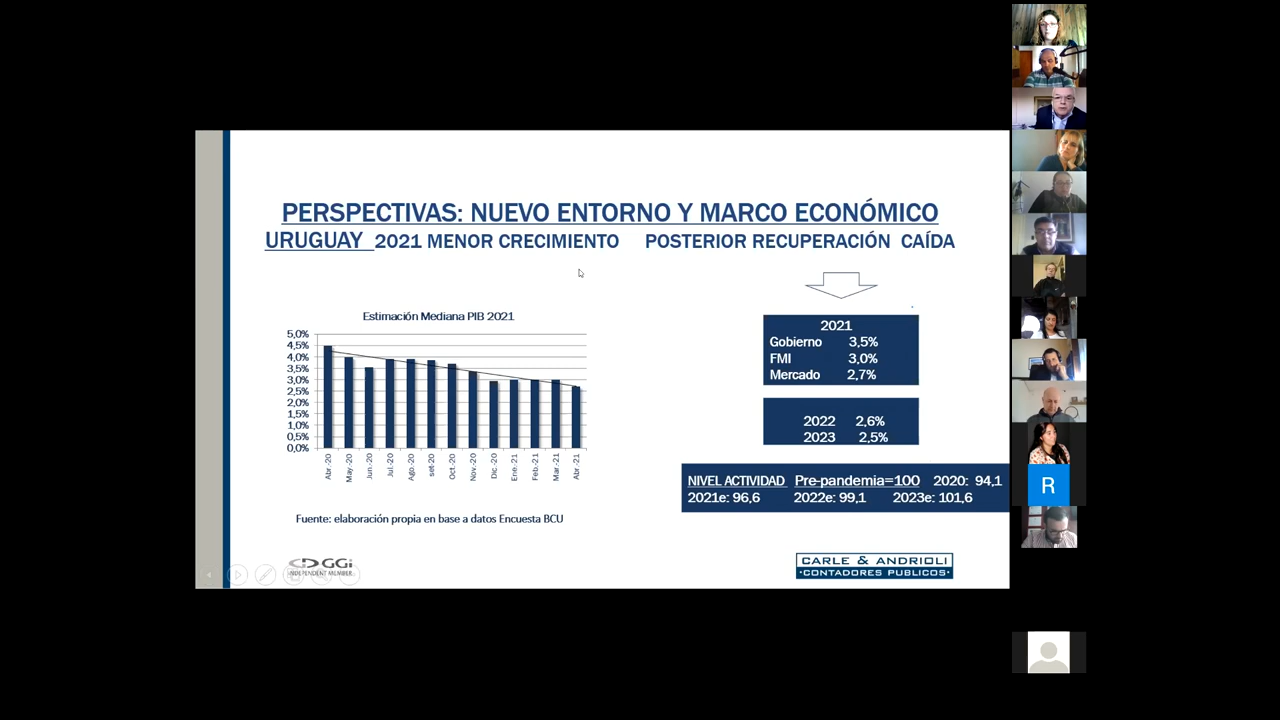 PERSPECTIVAS: NUEVO ENTORNO Y MARCO ECONÓMICO
URUGUAY 2021 MENOR CRECIMIENTO POSTERIOR RECUPERACIÓN CAÍDA
Estimación Mediana PIB 2021
5,0%
4,5%
4,0%
3,5%
3,0%
2,5%
2,0%
1,5%
1,0%
0,5%
0,0%
Abr.-20
May.-20
Jun.-20
Jul.-20
Ago.-20
set-20
Oct.-20
Nov.-20
Dic.-20
Ene.-21
Feb.-21
Mar.-21
Abr.-21
Fuente: elaboración propia en base a datos Encuesta BCU
2021
Gobierno 3,5%
FMI 3,0%
Mercado 2,7%
2022 2,6%
2023 2,5%
NIVEL ACTIVIDAD Pre-pandemia=100 2020: 94,1
2021e: 96,6 2022e: 99,1 2023e: 101,6
GGi
INDEPENDENT MEMBER
CARLE & ANDRIOLI
•CONTADORES PUBLICOS•
R